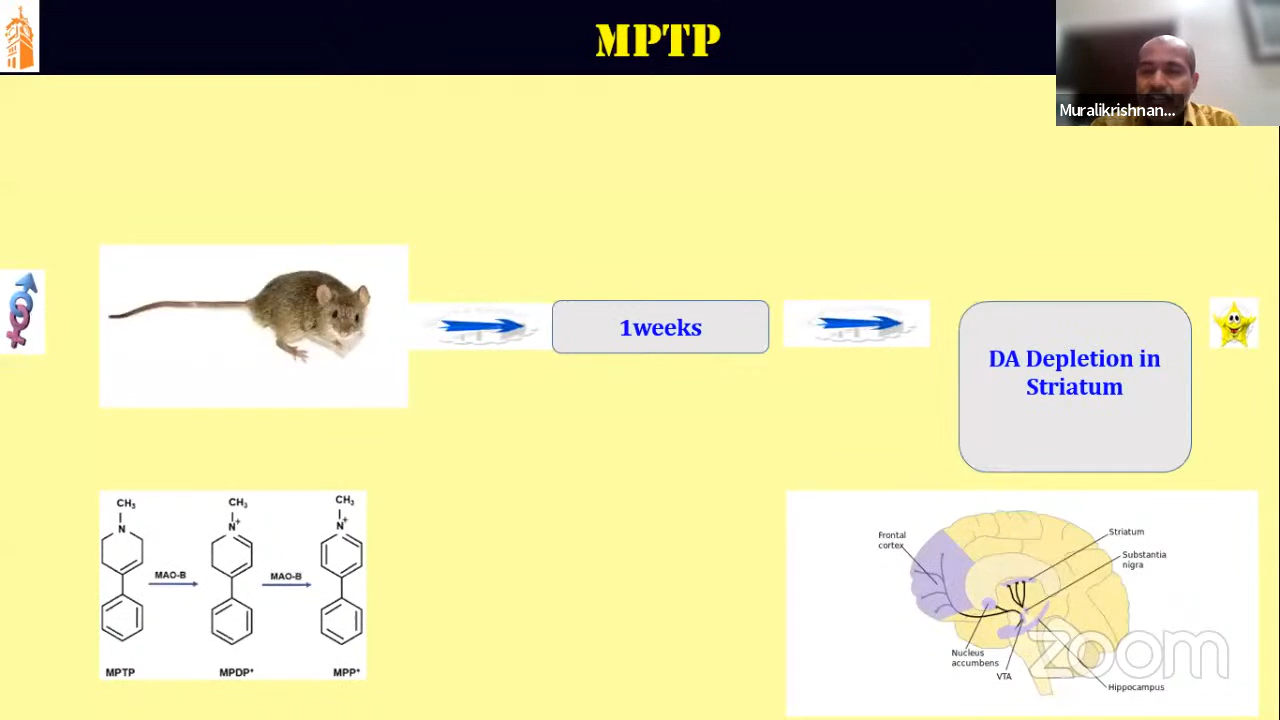 MPTP
Muralikrishnan...
1weeks
DA Depletion in
Striatum
CH₃
N
MAO-B
MPTP
CH₃
N⁺
MAO-B
MPDP⁺
CH₃
N⁺
MPP⁺
Frontal
cortex
Striatum
Substantia
nigra
Nucleus
accumbens
VTA
Hippocampus
zoom